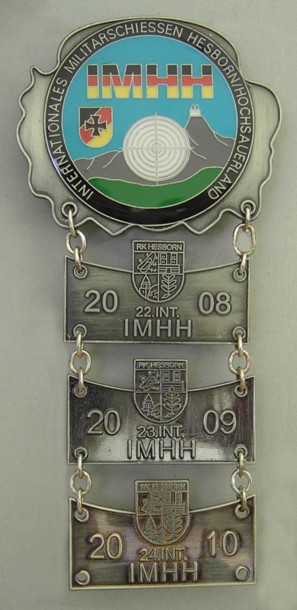 INTERNATIONALES MILITÄRSCHIESSEN HESBORN/HOCHSAUERLAND
IMHH
RK HESBORN
20 08
22.INT.
IMHH
RK HESBORN
20 09
23.INT.
IMHH
RK HESBORN
20 10
24.INT.
IMHH